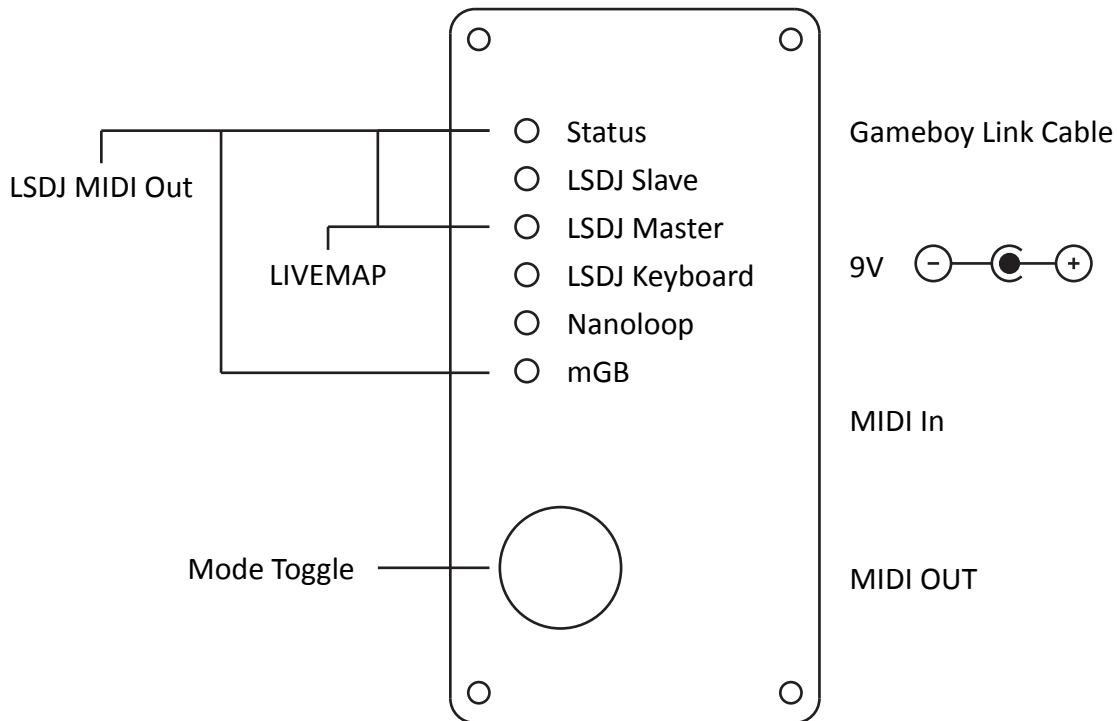 Status
Gameboy Link Cable
LSDJ MIDI Out
LSDJ Slave
LSDJ Master
LIVEMAP
LSDJ Keyboard
9V − +
Nanoloop
mGB
MIDI In
Mode Toggle
MIDI OUT